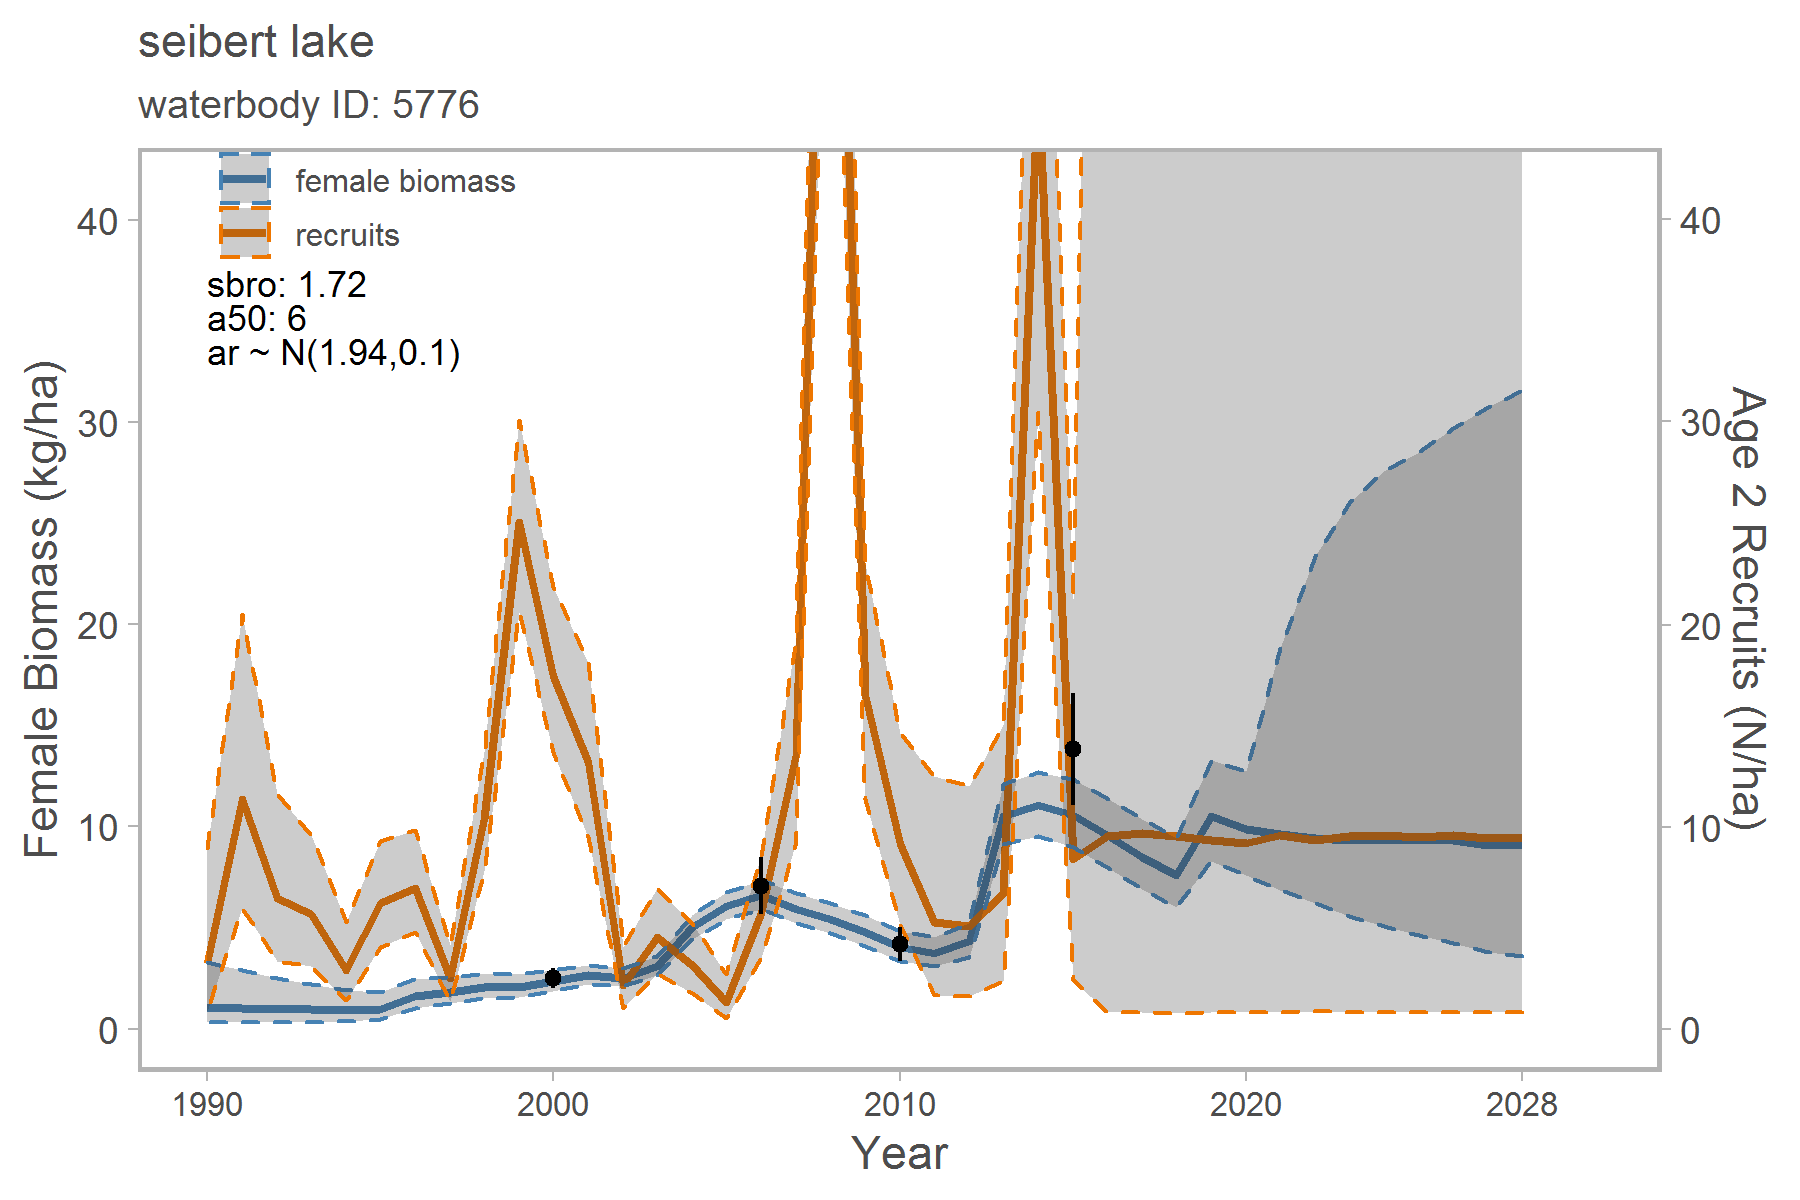 seibert lake
waterbody ID: 5776
female biomass
recruits
sbro: 1.72
a50: 6
ar ~ N(1.94,0.1)
Female Biomass (kg/ha)
40
30
20
10
0
40
30
20
10
0
Age 2 Recruits (N/ha)
1990
2000
2010
2020
2028
Year